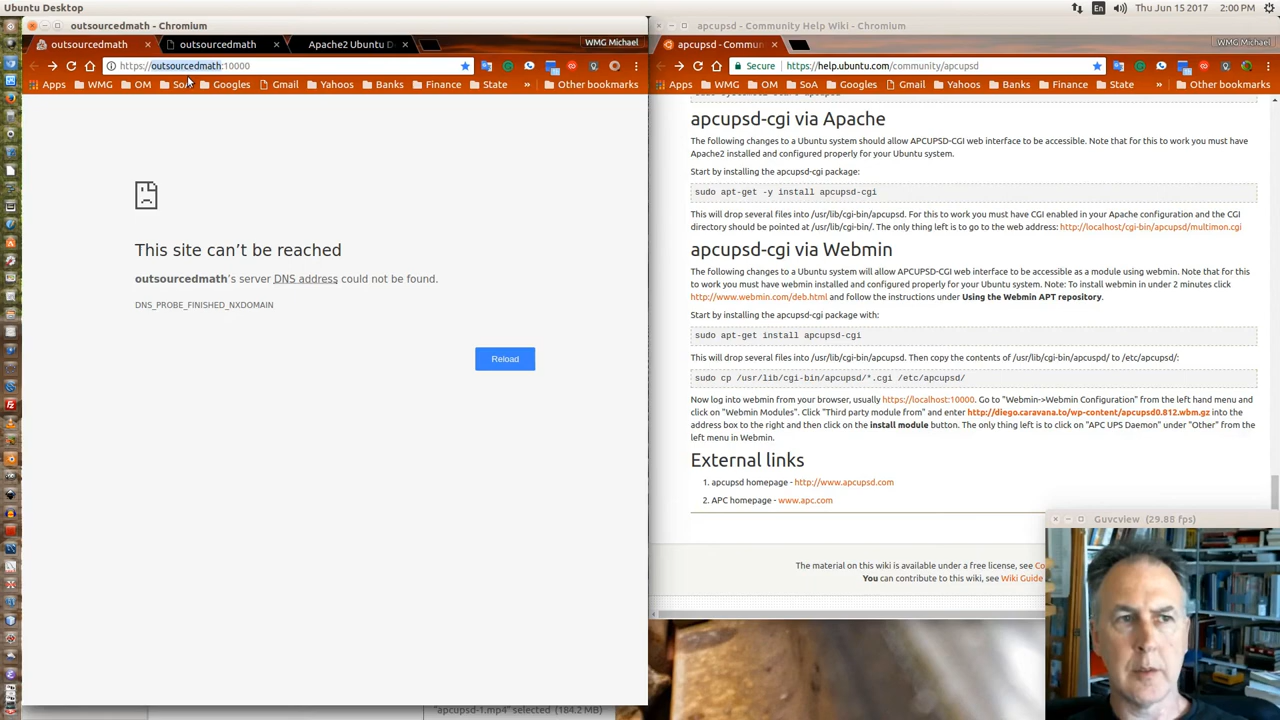 Ubuntu Desktop
En
Thu Jun 15 2017
2:00 PM
outsourcedmath - Chromium
outsourcedmath
outsourcedmath
Apache2 Ubuntu D
WMG Michael
https://outsourcedmath:10000
Apps
WMG
OM
SoA
Googles
Gmail
Yahoos
Banks
Finance
State
»
Other bookmarks
This site can’t be reached
outsourcedmath’s server DNS address could not be found.
DNS_PROBE_FINISHED_NXDOMAIN
Reload
apcupsd - Community Help Wiki - Chromium
apcupsd - Commun
WMG Michael
Secure
https://help.ubuntu.com/community/apcupsd
Apps
WMG
OM
SoA
Googles
Gmail
Yahoos
Banks
Finance
State
»
Other bookmarks
apcupsd-cgi via Apache
The following changes to a Ubuntu system should allow APCUPSD-CGI web interface to be accessible. Note that for this to work you must have
Apache2 installed and configured properly for your Ubuntu system.
Start by installing the apcupsd-cgi package:
sudo apt-get -y install apcupsd-cgi
This will drop several files into /usr/lib/cgi-bin/apcupsd. For this to work you must have CGI enabled in your Apache configuration and the CGI
directory should be pointed at /usr/lib/cgi-bin/. The only thing left is to go to the web address: http://localhost/cgi-bin/apcupsd/multimon.cgi
apcupsd-cgi via Webmin
The following changes to a Ubuntu system will allow APCUPSD-CGI web interface to be accessible as a module using webmin. Note that for this
to work you must have webmin installed and configured properly for your Ubuntu system. Note: To install webmin in under 2 minutes click
http://www.webmin.com/deb.html and follow the instructions under Using the Webmin APT repository.
Start by installing the apcupsd-cgi package with:
sudo apt-get install apcupsd-cgi
This will drop several files into /usr/lib/cgi-bin/apcupsd. Then copy the contents of /usr/lib/cgi-bin/apcuspd/ to /etc/apcupsd/:
sudo cp /usr/lib/cgi-bin/apcupsd/*.cgi /etc/apcupsd/
Now log into webmin from your browser, usually https://localhost:10000. Go to "Webmin->Webmin Configuration" from the left hand menu and
click on "Webmin Modules". Click "Third party module from" and enter http://diego.caravana.to/wp-content/apcupsd0.812.wbm.gz into the
address box to the right and then click on the install module button. The only thing left is to click on "APC UPS Daemon" under "Other" from the
left menu in Webmin.
External links
1. apcupsd homepage - http://www.apcupsd.com
2. APC homepage - www.apc.com
The material on this wiki is available under a free license, see Co
You can contribute to this wiki, see Wiki Guide
Guvcview (29.88 fps)
"apcupsd-1.mp4" selected (184.2 MB)